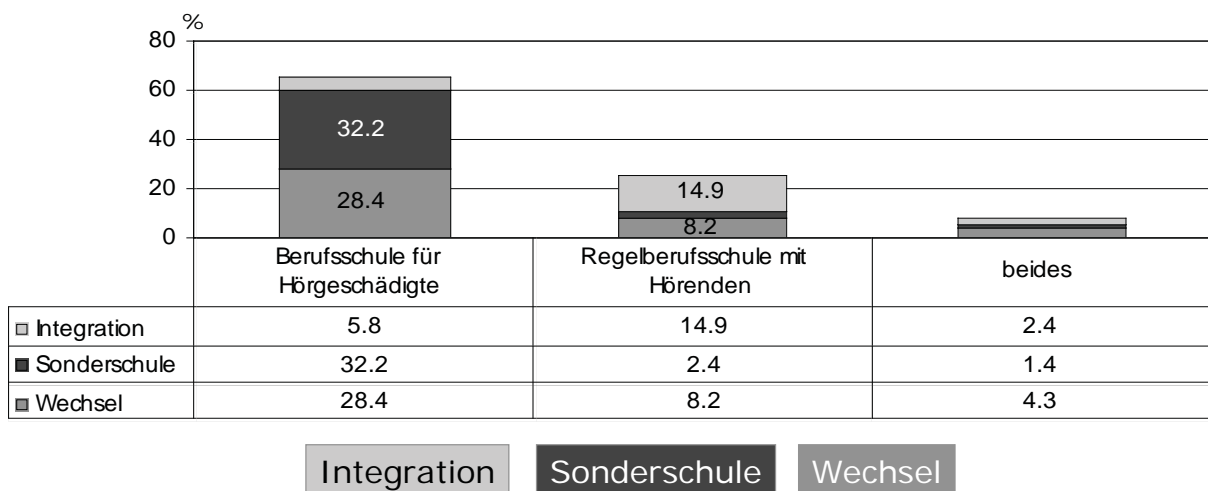 %
80
60
40
20
0
32.2
28.4
14.9
8.2
Berufsschule für
Hörgeschädigte
Regelberufsschule mit
Hörenden
beides
Integration 5.8 14.9 2.4
Sonderschule 32.2 2.4 1.4
Wechsel 28.4 8.2 4.3
Integration Sonderschule Wechsel